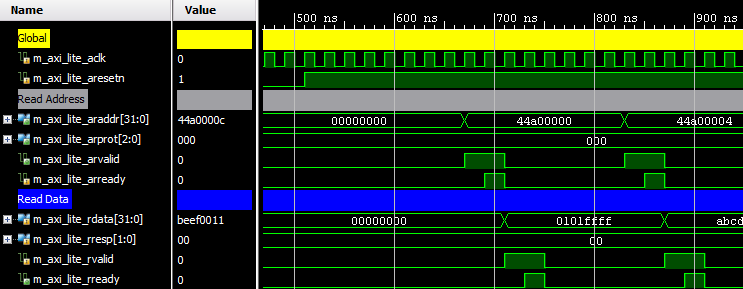 Name Value 500 ns 600 ns 700 ns 800 ns 900 ns
Global
m_axi_lite_aclk 0
m_axi_lite_aresetn 1
Read Address
m_axi_lite_araddr[31:0] 44a0000c 00000000 44a00000 44a00004
m_axi_lite_arprot[2:0] 000 000
m_axi_lite_arvalid 0
m_axi_lite_arready 0
Read Data
m_axi_lite_rdata[31:0] beef0011 00000000 0101ffff abcd
m_axi_lite_rresp[1:0] 00 00
m_axi_lite_rvalid 0
m_axi_lite_rready 0